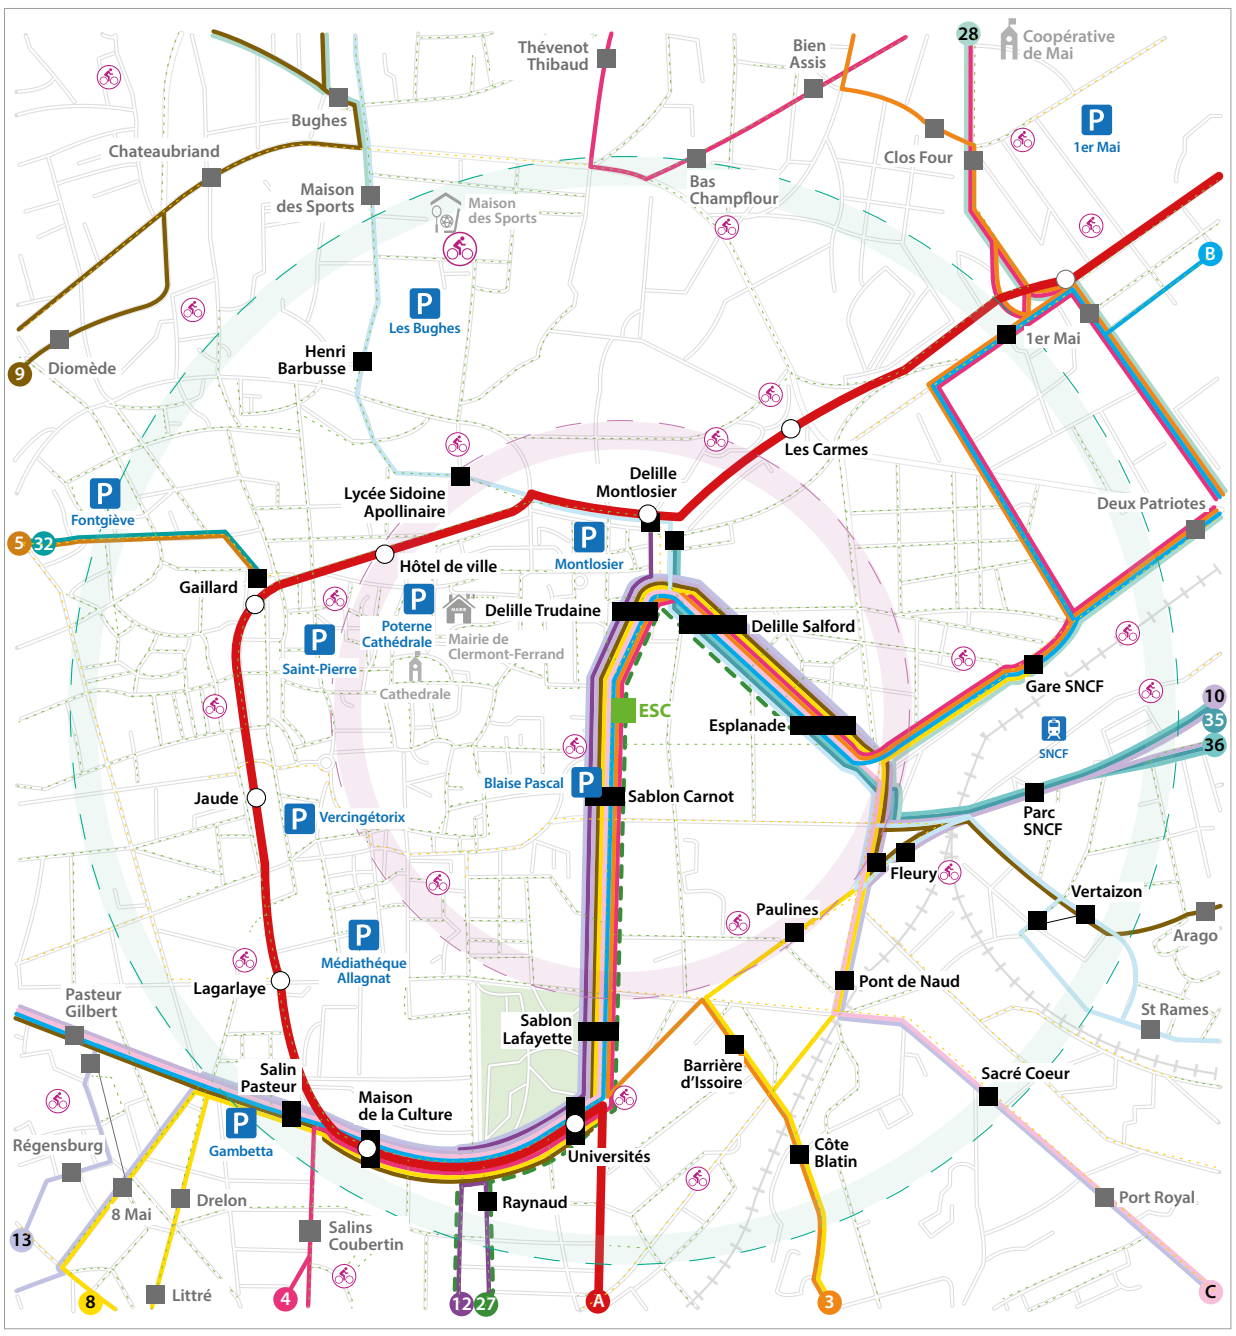 28
Coopérative
de Mai
Thévenot
Thibaud
Bien
Assis
P
1er Mai
Bughes
Clos Four
Chateaubriand
Maison
des Sports
Maison
des Sports
Bas
Champflour
B
P
Les Bughes
1er Mai
Henri
Barbusse
9
Diomède
Les Carmes
Delille
Montlosier
P
Fontgiève
Lycée Sidoine
Apollinaire
Deux Patriotes
5
32
P
Montlosier
Hôtel de ville
Gaillard
P
Poterne
Cathédrale
MAIRIE
Mairie de
Clermont-Ferrand
Delille Trudaine
Delille Salford
P
Saint-Pierre
Cathedrale
Gare SNCF
10
35
36
ESC
Esplanade
SNCF
P
Blaise Pascal
Sablon Carnot
Jaude
P
Vercingétorix
Parc
SNCF
Fleury
Vertaizon
Paulines
Arago
P
Médiathéque
Allagnat
Lagarlaye
Pont de Naud
Pasteur
Gilbert
St Rames
Sablon
Lafayette
Barrière
d'Issoire
Salin
Pasteur
Sacré Coeur
Maison
de la Culture
P
Gambetta
Régensburg
Universités
Côte
Blatin
8 Mai
Drelon
Raynaud
Port Royal
13
Salins
Coubertin
Littré
8
4
12
27
A
3
C